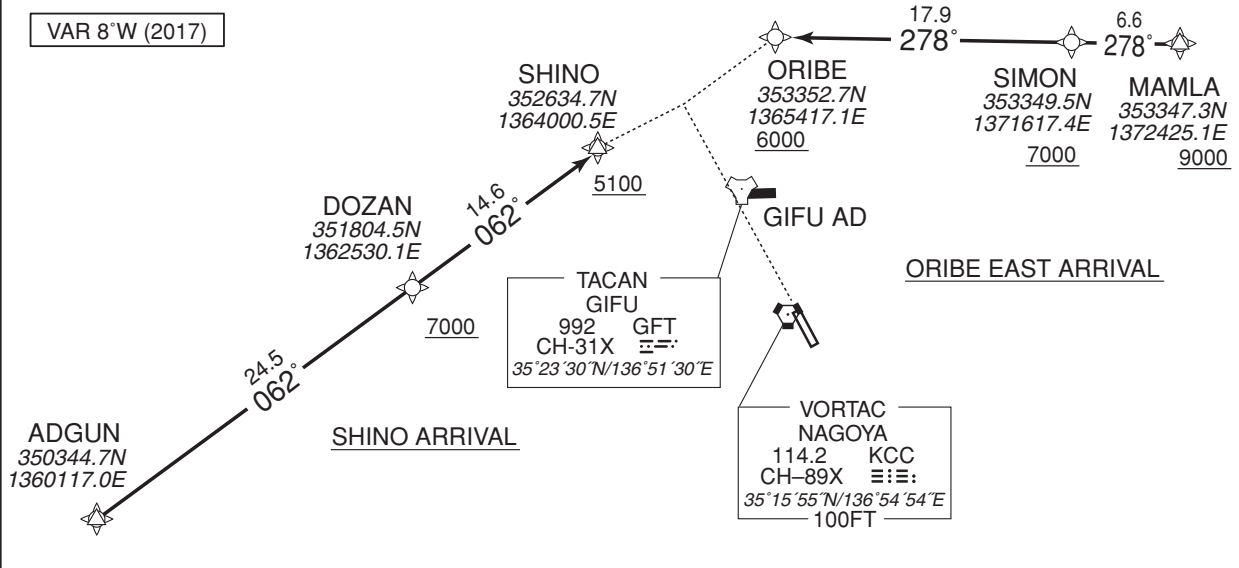 VAR 8°W (2017)
17.9
278°
6.6
278°
ORIBE
353352.7N
1365417.1E
6000
SIMON
353349.5N
1371617.4E
7000
MAMLA
353347.3N
1372425.1E
9000
SHINO
352634.7N
1364000.5E
5100
14.6
062°
DOZAN
351804.5N
1362530.1E
7000
GIFU AD
ORIBE EAST ARRIVAL
TACAN
GIFU
992 GFT
CH-31X
35°23´30˝N/136°51´30˝E
24.5
062°
ADGUN
350344.7N
1360117.0E
SHINO ARRIVAL
VORTAC
NAGOYA
114.2 KCC
CH–89X
35°15´55˝N/136°54´54˝E
100FT